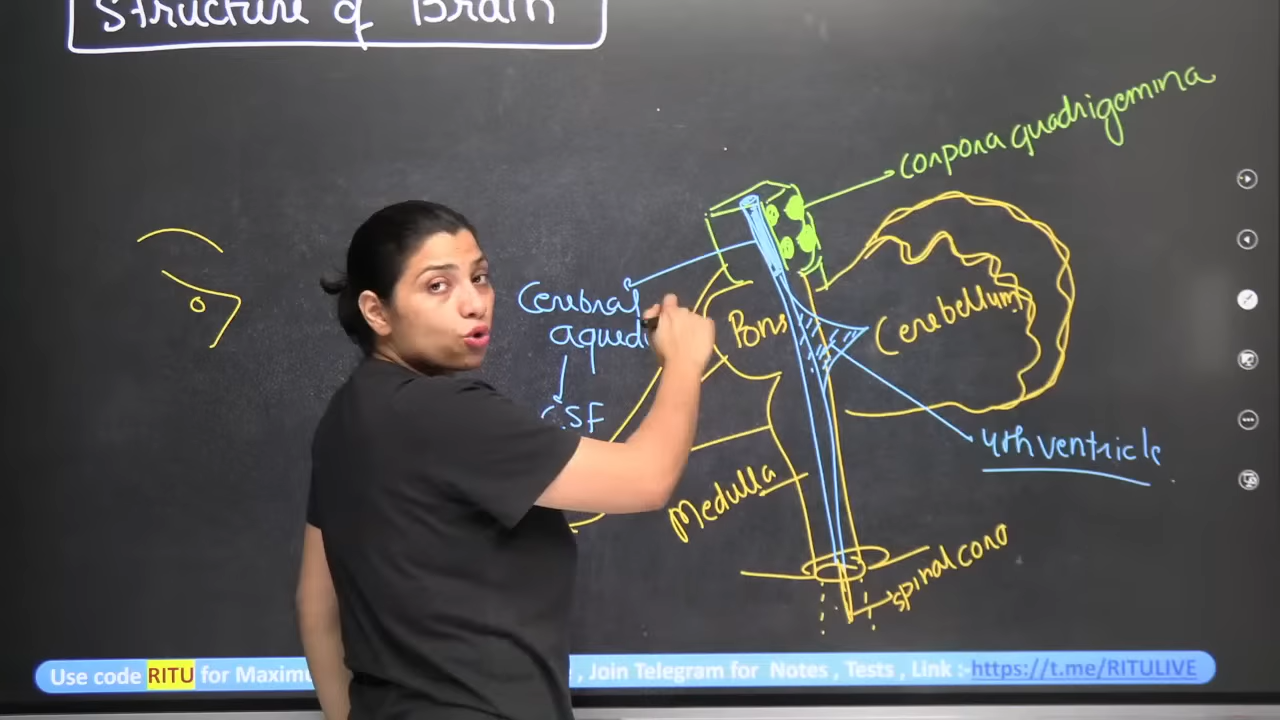 Structure of Brain
corpora quadrigemina
Cerebral
aqued
CSF
Pons
Cerebellum
4th ventricle
Medulla
spinal cord
Use code RITU for Maximu , Join Telegram for Notes , Tests , Link :-https://t.me/RITULIVE